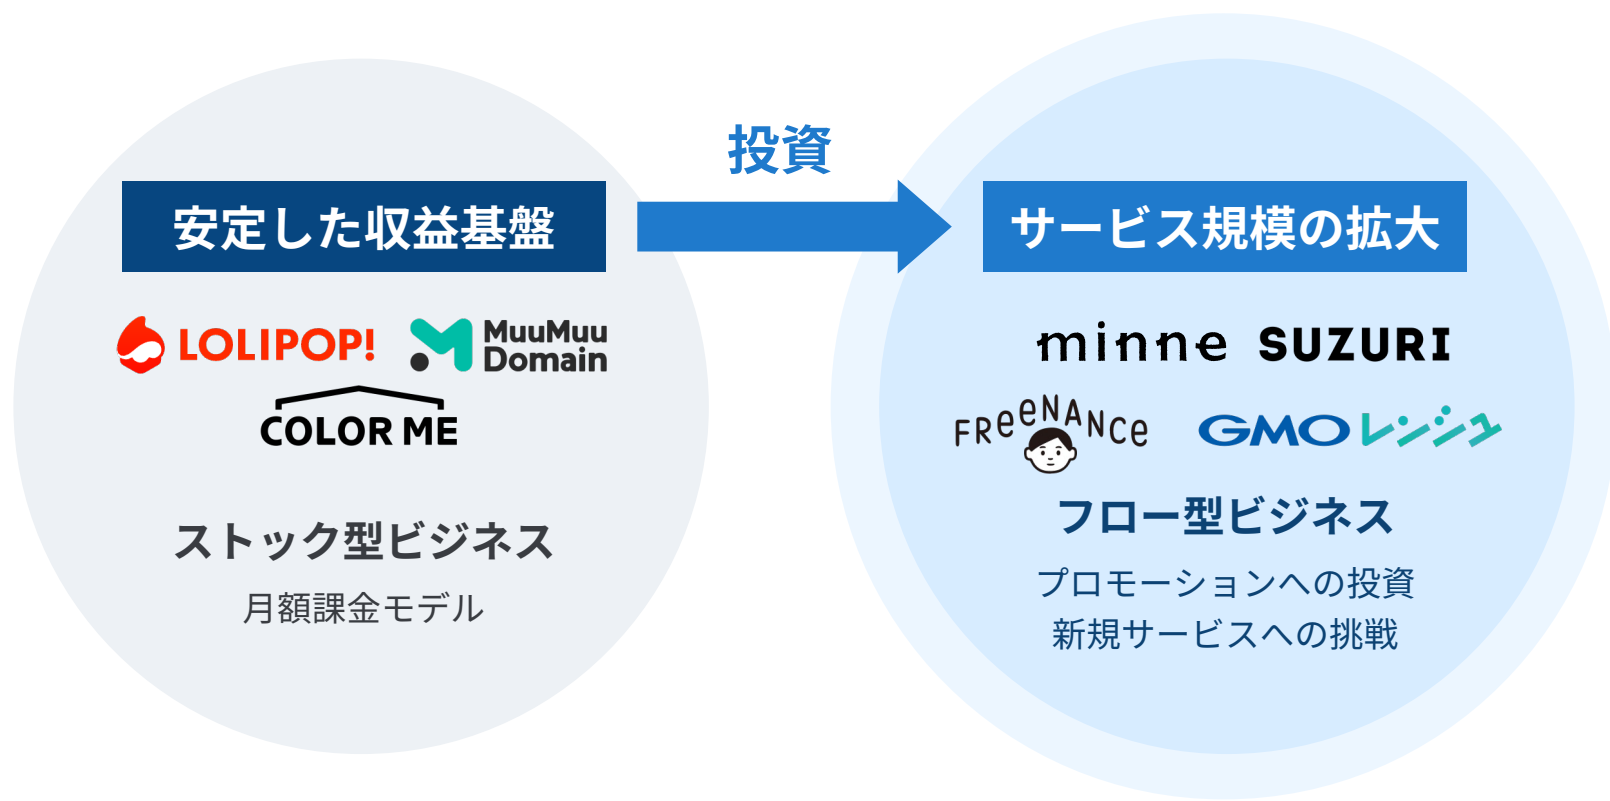 投資
安定した収益基盤
LOLIPOP!
MuuMuu
Domain
COLOR ME
ストック型ビジネス
月額課金モデル
サービス規模の拡大
minne SUZURI
FReeNANCe
GMOレンシュ
フロー型ビジネス
プロモーションへの投資
新規サービスへの挑戦